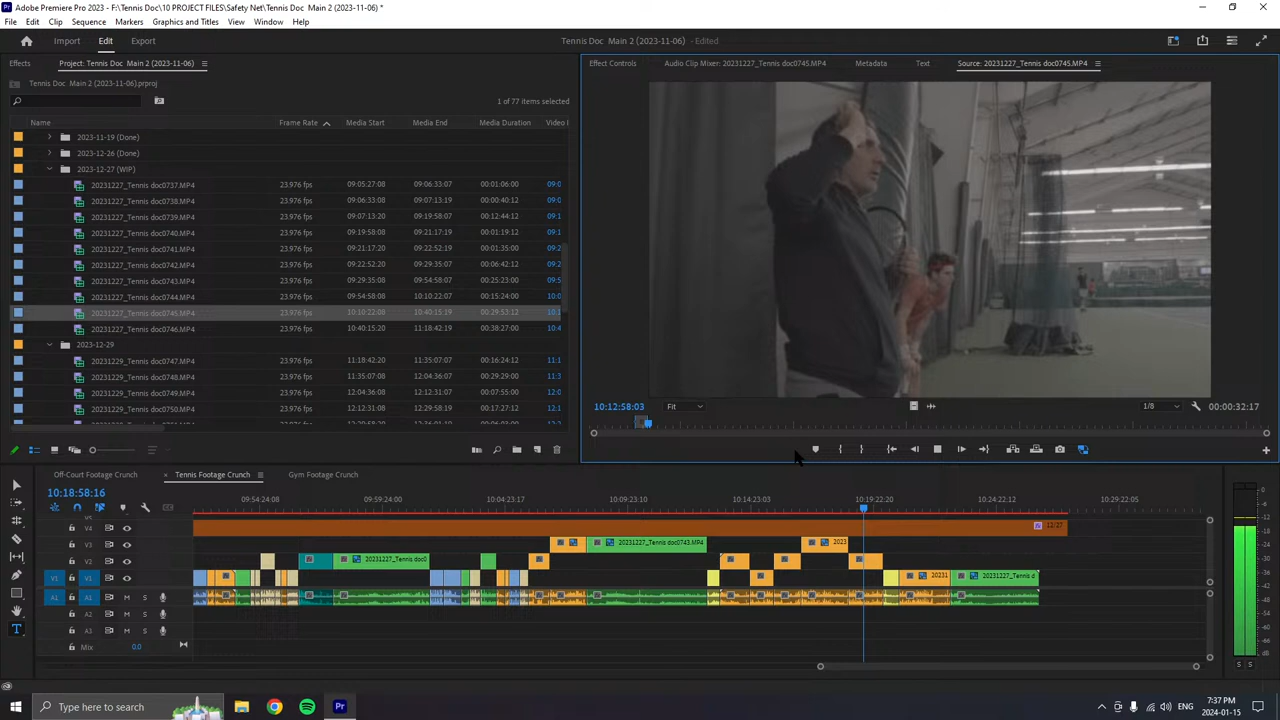 Adobe Premiere Pro 2023 - F:\Tennis Doc\10 PROJECT FILES\Safety Net\Tennis Doc  Main 2 (2023-11-06) *
File Edit Clip Sequence Markers Graphics and Titles View Window Help
Import Edit Export Tennis Doc  Main 2 (2023-11-06) - Edited
Effects Project: Tennis Doc  Main 2 (2023-11-06)
Effect Controls Audio Clip Mixer: 20231227_Tennis doc0745.MP4 Metadata Text Source: 20231227_Tennis doc0745.MP4
Tennis Doc  Main 2 (2023-11-06).prproj
1 of 77 items selected
Name Frame Rate Media Start Media End Media Duration Video I
2023-11-19 (Done)
2023-12-26 (Done)
2023-12-27 (WIP)
20231227_Tennis doc0737.MP4 23.976 fps 09:05:27:08 09:06:33:07 00:01:06:00 09:0
20231227_Tennis doc0738.MP4 23.976 fps 09:06:33:08 09:07:13:19 00:00:40:12 09:0
20231227_Tennis doc0739.MP4 23.976 fps 09:07:13:20 09:19:58:07 00:12:44:12 09:0
20231227_Tennis doc0740.MP4 23.976 fps 09:19:58:08 09:21:17:19 00:01:19:12 09:1
20231227_Tennis doc0741.MP4 23.976 fps 09:21:17:20 09:22:52:19 00:01:35:00 09:2
20231227_Tennis doc0742.MP4 23.976 fps 09:22:52:20 09:29:35:07 00:06:42:12 09:2
20231227_Tennis doc0743.MP4 23.976 fps 09:29:35:08 09:54:58:07 00:25:23:00 09:5
20231227_Tennis doc0744.MP4 23.976 fps 09:54:58:08 10:10:22:07 00:15:24:00 10:0
20231227_Tennis doc0745.MP4 23.976 fps 10:10:22:08 10:40:15:19 00:29:53:12 10:1
20231227_Tennis doc0746.MP4 23.976 fps 10:40:15:20 11:18:42:19 00:38:27:00 10:4
2023-12-29
20231229_Tennis doc0747.MP4 23.976 fps 11:18:42:20 11:35:07:07 00:16:24:12 11:1
20231229_Tennis doc0748.MP4 23.976 fps 11:35:07:08 12:04:36:07 00:29:29:00 11:3
20231229_Tennis doc0749.MP4 23.976 fps 12:04:36:08 12:12:31:07 00:07:55:00 12:0
20231229_Tennis doc0750.MP4 23.976 fps 12:12:31:08 12:29:58:19 00:17:27:12 12:1
10:12:58:03 Fit 1/8 00:00:32:17
Off-Court Footage Crunch Tennis Footage Crunch Gym Footage Crunch
10:18:58:16
09:54:24:08 09:59:24:00 10:04:23:17 10:09:23:10 10:14:23:03 10:19:22:20 10:24:22:12 10:29:22:05
V4 12/27
V3 20231227_Tennis doc0743.MP4 2023
V2 20231227_Tennis doc0
V1 V1 20231 20231227_Tennis d
A1 A1 M S
A2 M S
A3 M S
Mix 0.0
S S
Type here to search
ENG 7:37 PM
2024-01-15